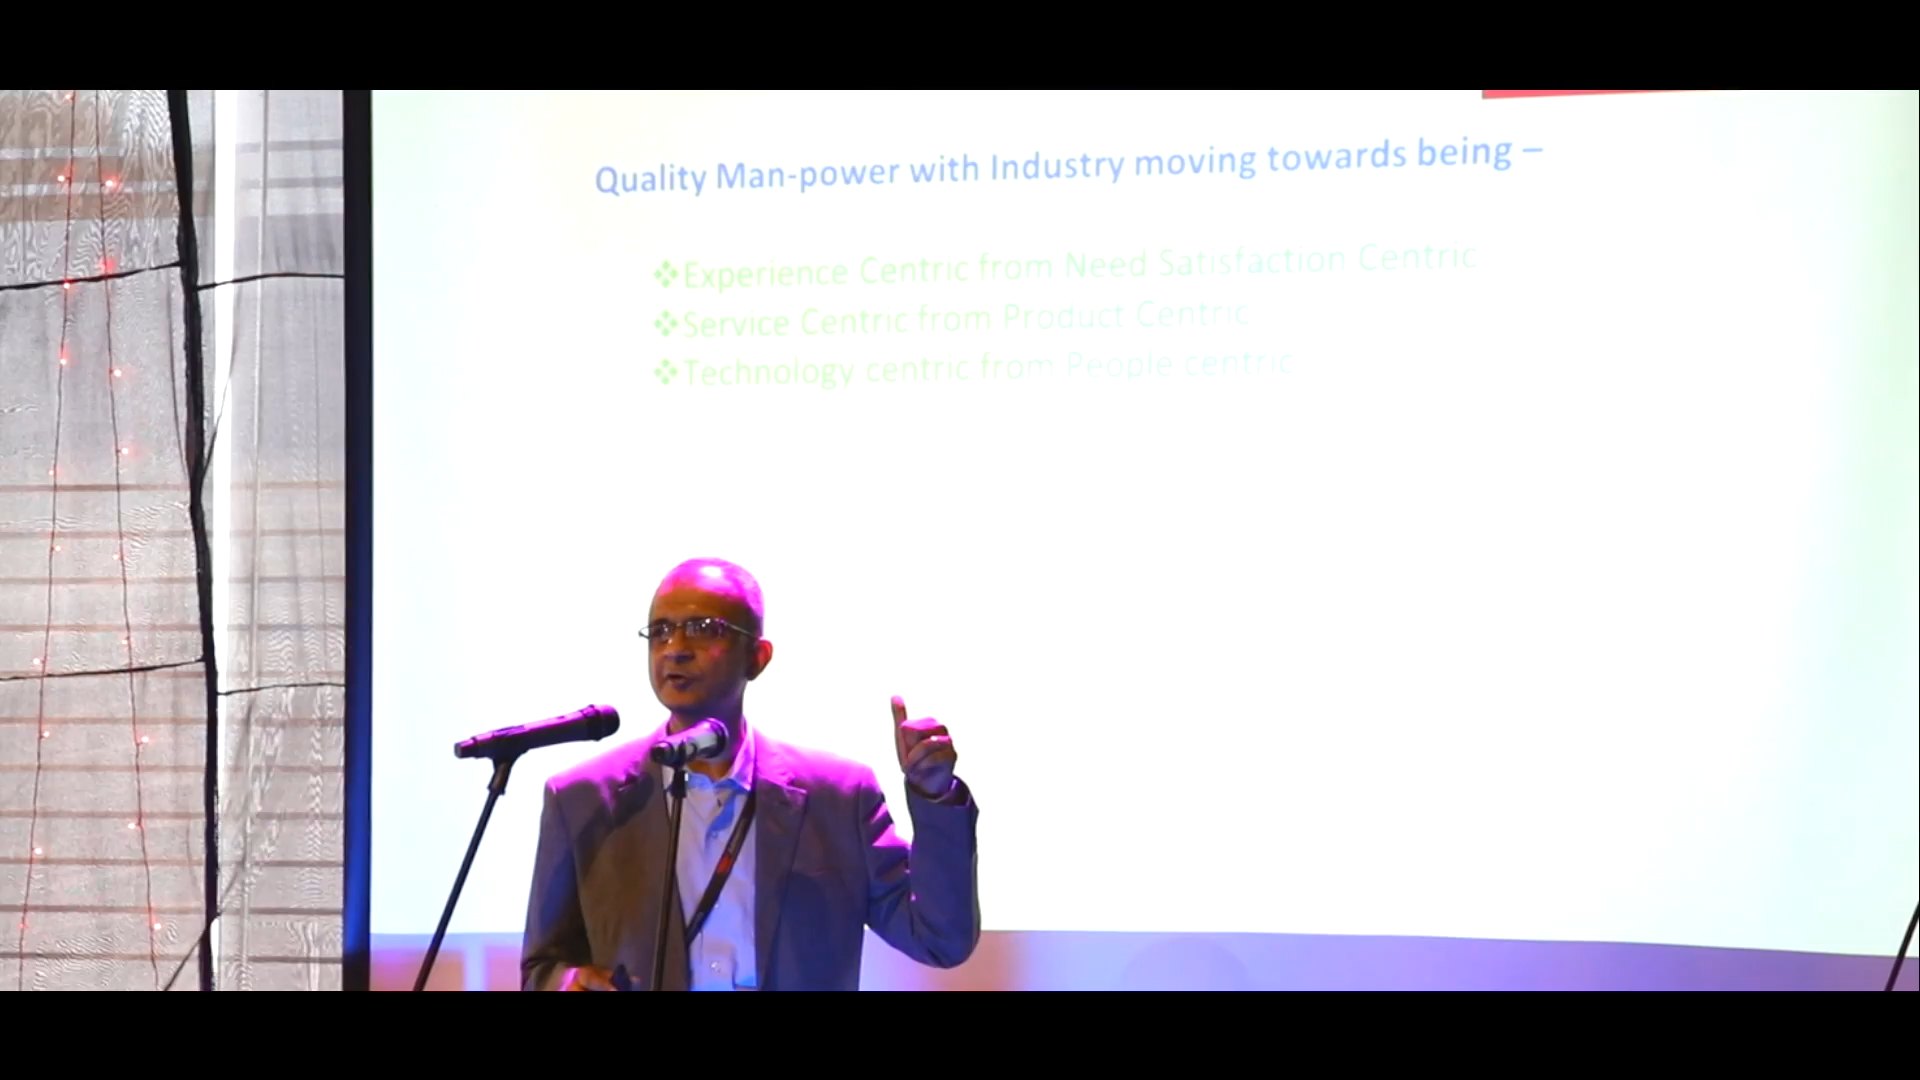 Quality Man-power with Industry moving towards being –
❖Experience Centric from Need Satisfaction Centric
❖Service Centric from Product Centric
❖Technology centric from People centric